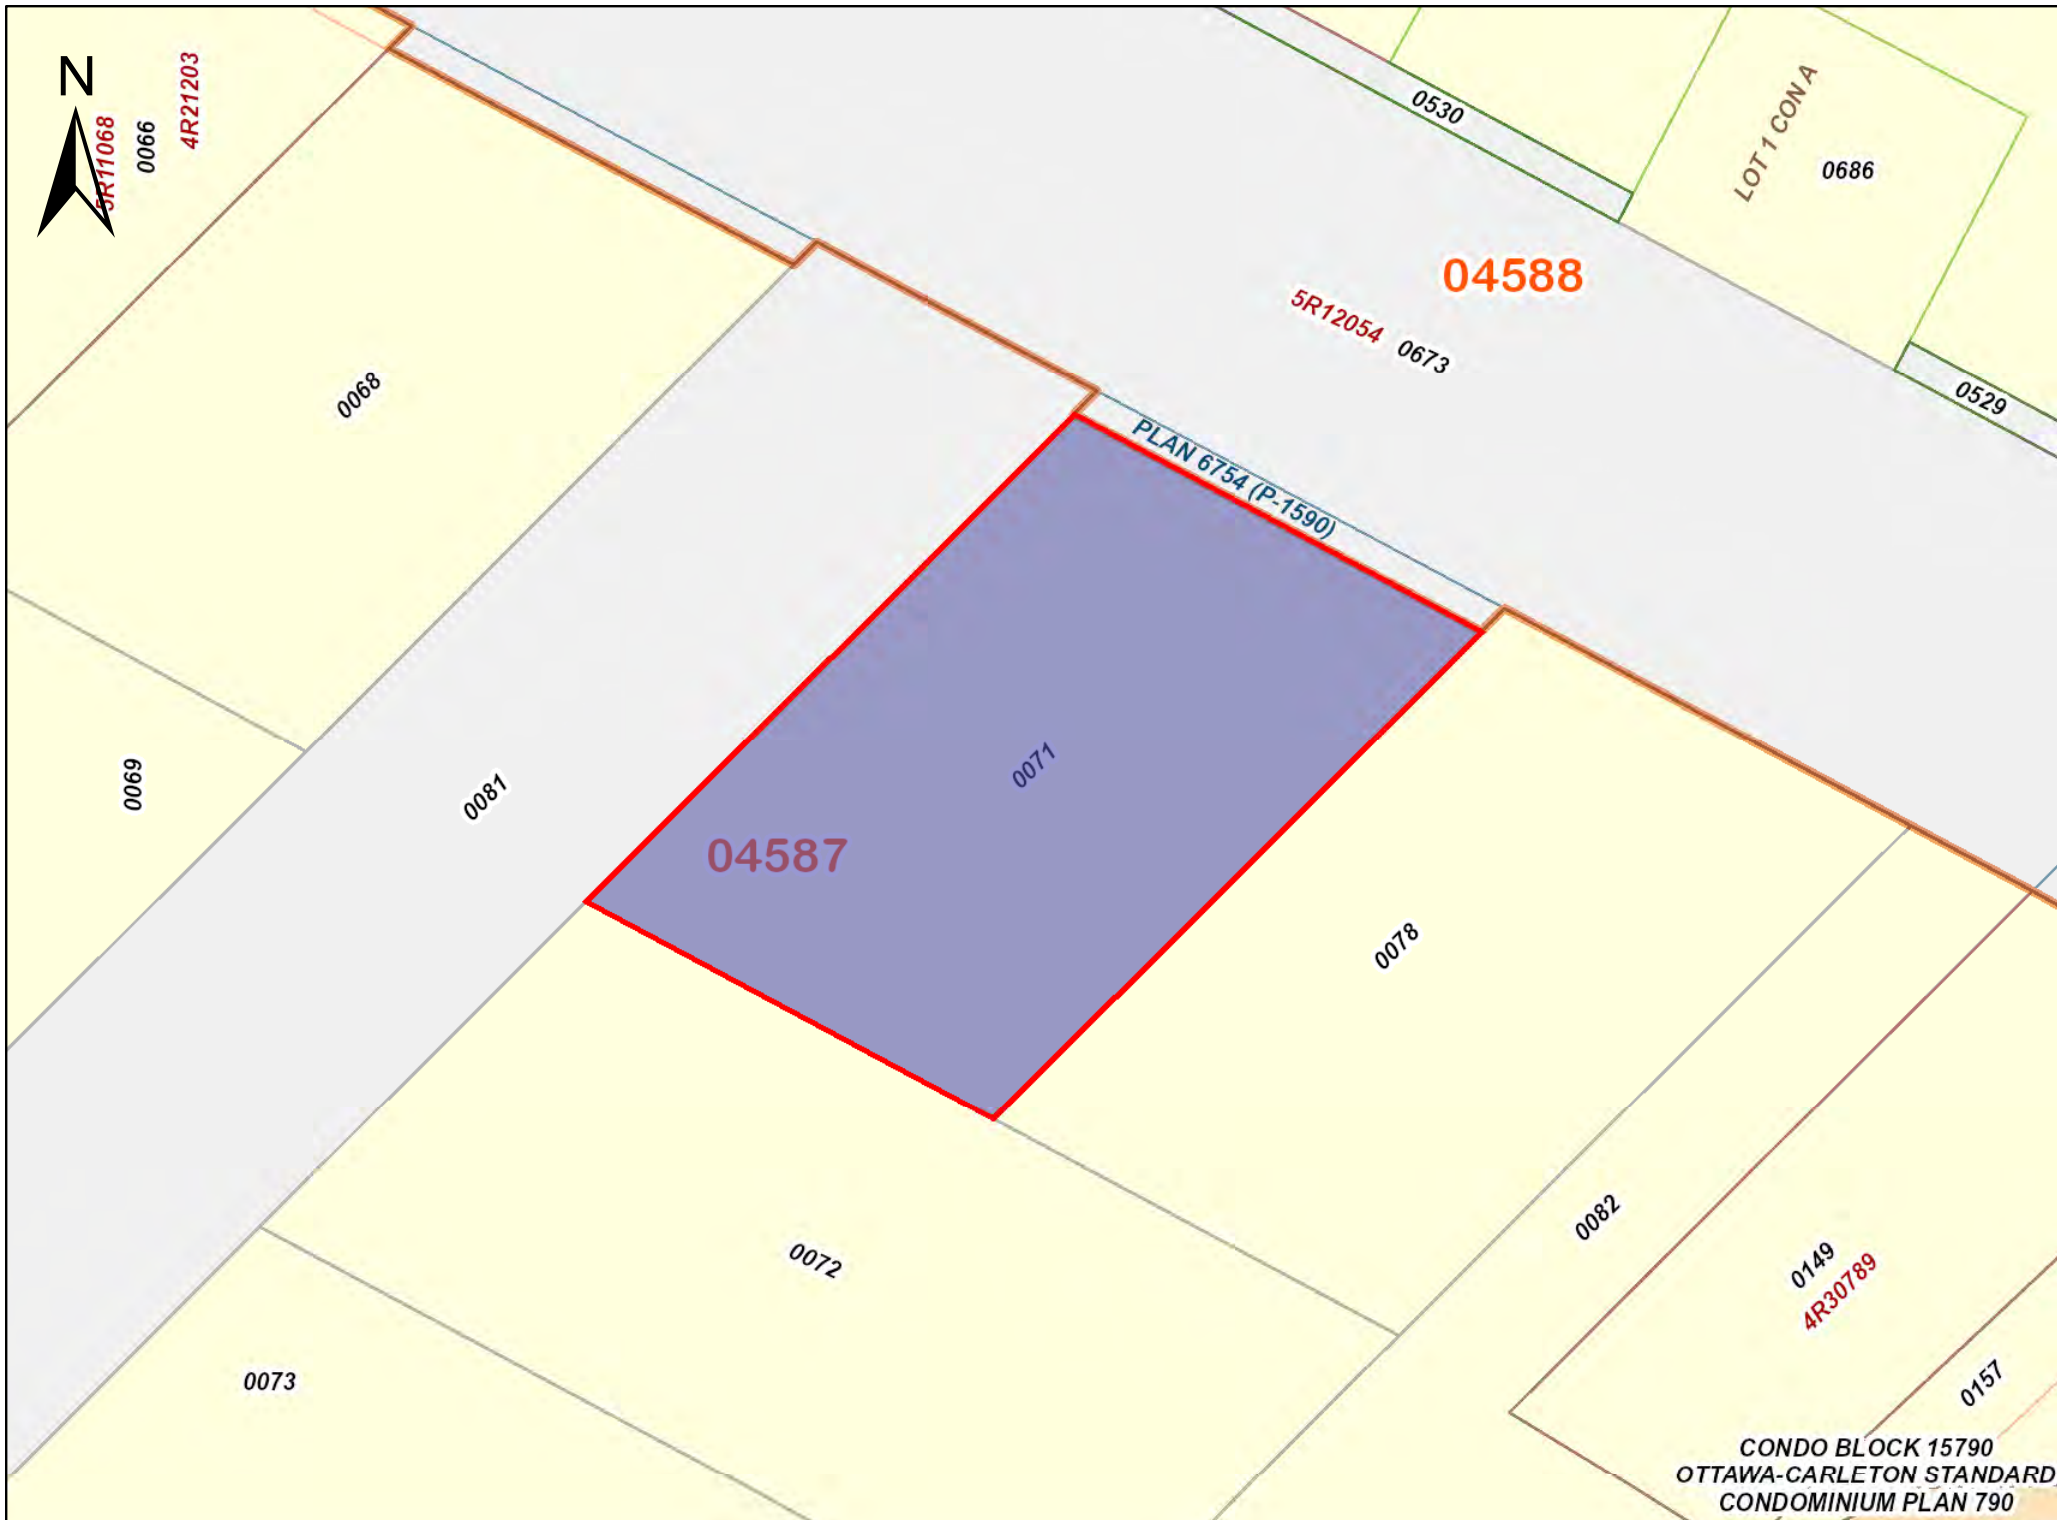 N
5R11068
0066
4R21203
0530
LOT 1 CON A
0686
04588
5R12054
0673
0529
0068
PLAN 6754 (P-1590)
0071
0069
0081
04587
0078
0082
0072
0149
4R30789
0073
0157
CONDO BLOCK 15790
OTTAWA-CARLETON STANDARD
CONDOMINIUM PLAN 790